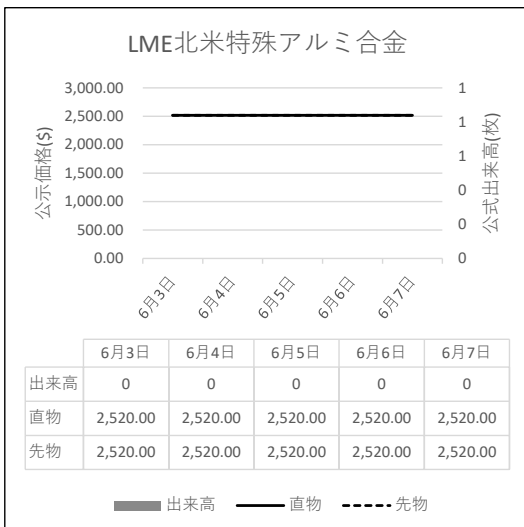 LME北米特殊アルミ合金
公示価格($)
3,000.00
2,500.00
2,000.00
1,500.00
1,000.00
500.00
0.00
公式出来高(枚)
1
1
1
0
0
0
6月3日 6月4日 6月5日 6月6日 6月7日
6月3日 6月4日 6月5日 6月6日 6月7日
出来高 0 0 0 0 0
直物 2,520.00 2,520.00 2,520.00 2,520.00 2,520.00
先物 2,520.00 2,520.00 2,520.00 2,520.00 2,520.00
出来高 直物 先物